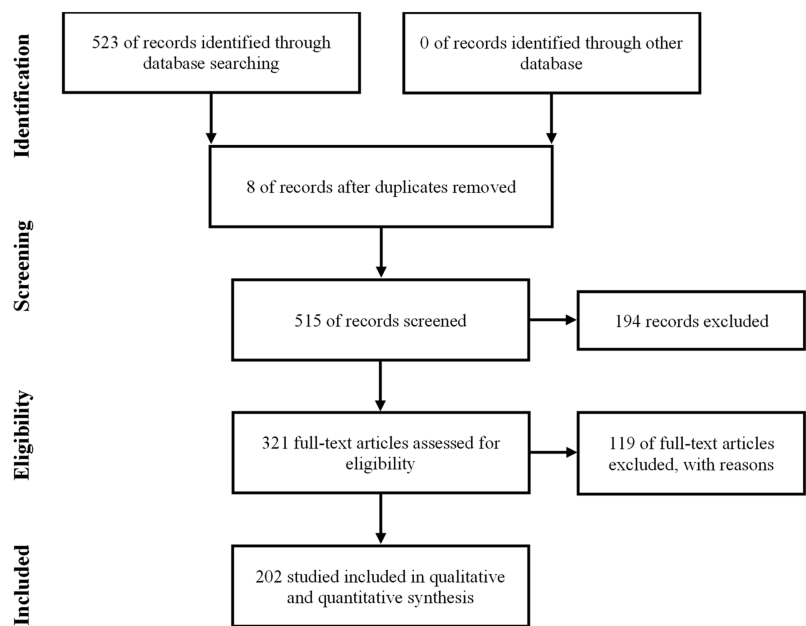 Identification
523 of records identified through
database searching
0 of records identified through other
database
8 of records after duplicates removed
Screening
515 of records screened
194 records excluded
Eligibility
321 full-text articles assessed for
eligibility
119 of full-text articles
excluded, with reasons
Included
202 studied included in qualitative
and quantitative synthesis